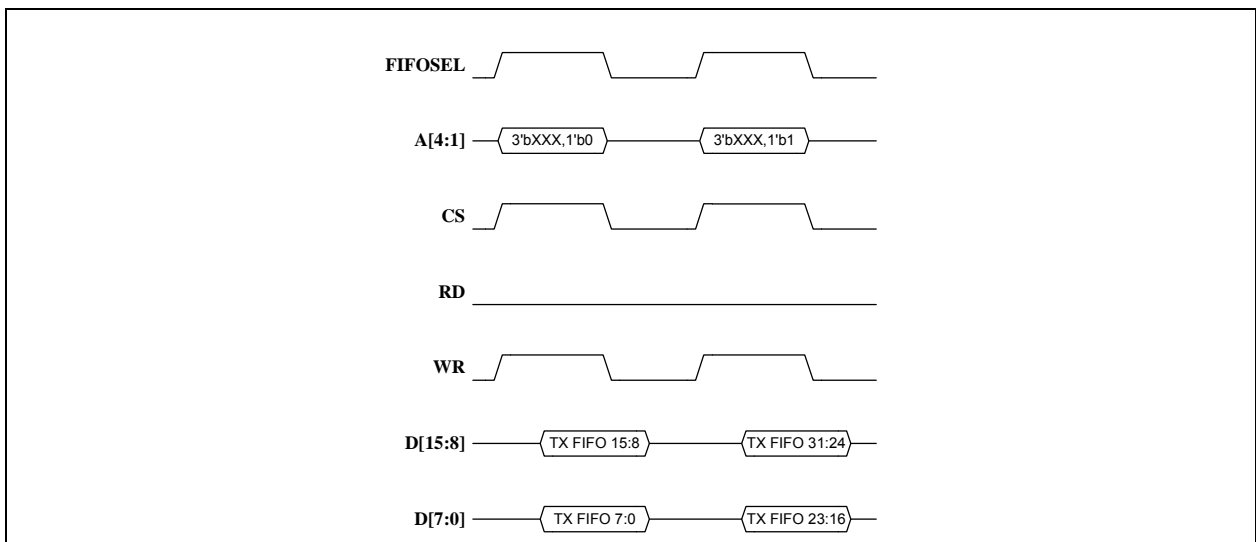 FIFOSEL
A[4:1] 3'bXXX,1'b0 3'bXXX,1'b1
CS
RD
WR
D[15:8] TX FIFO 15:8 TX FIFO 31:24
D[7:0] TX FIFO 7:0 TX FIFO 23:16